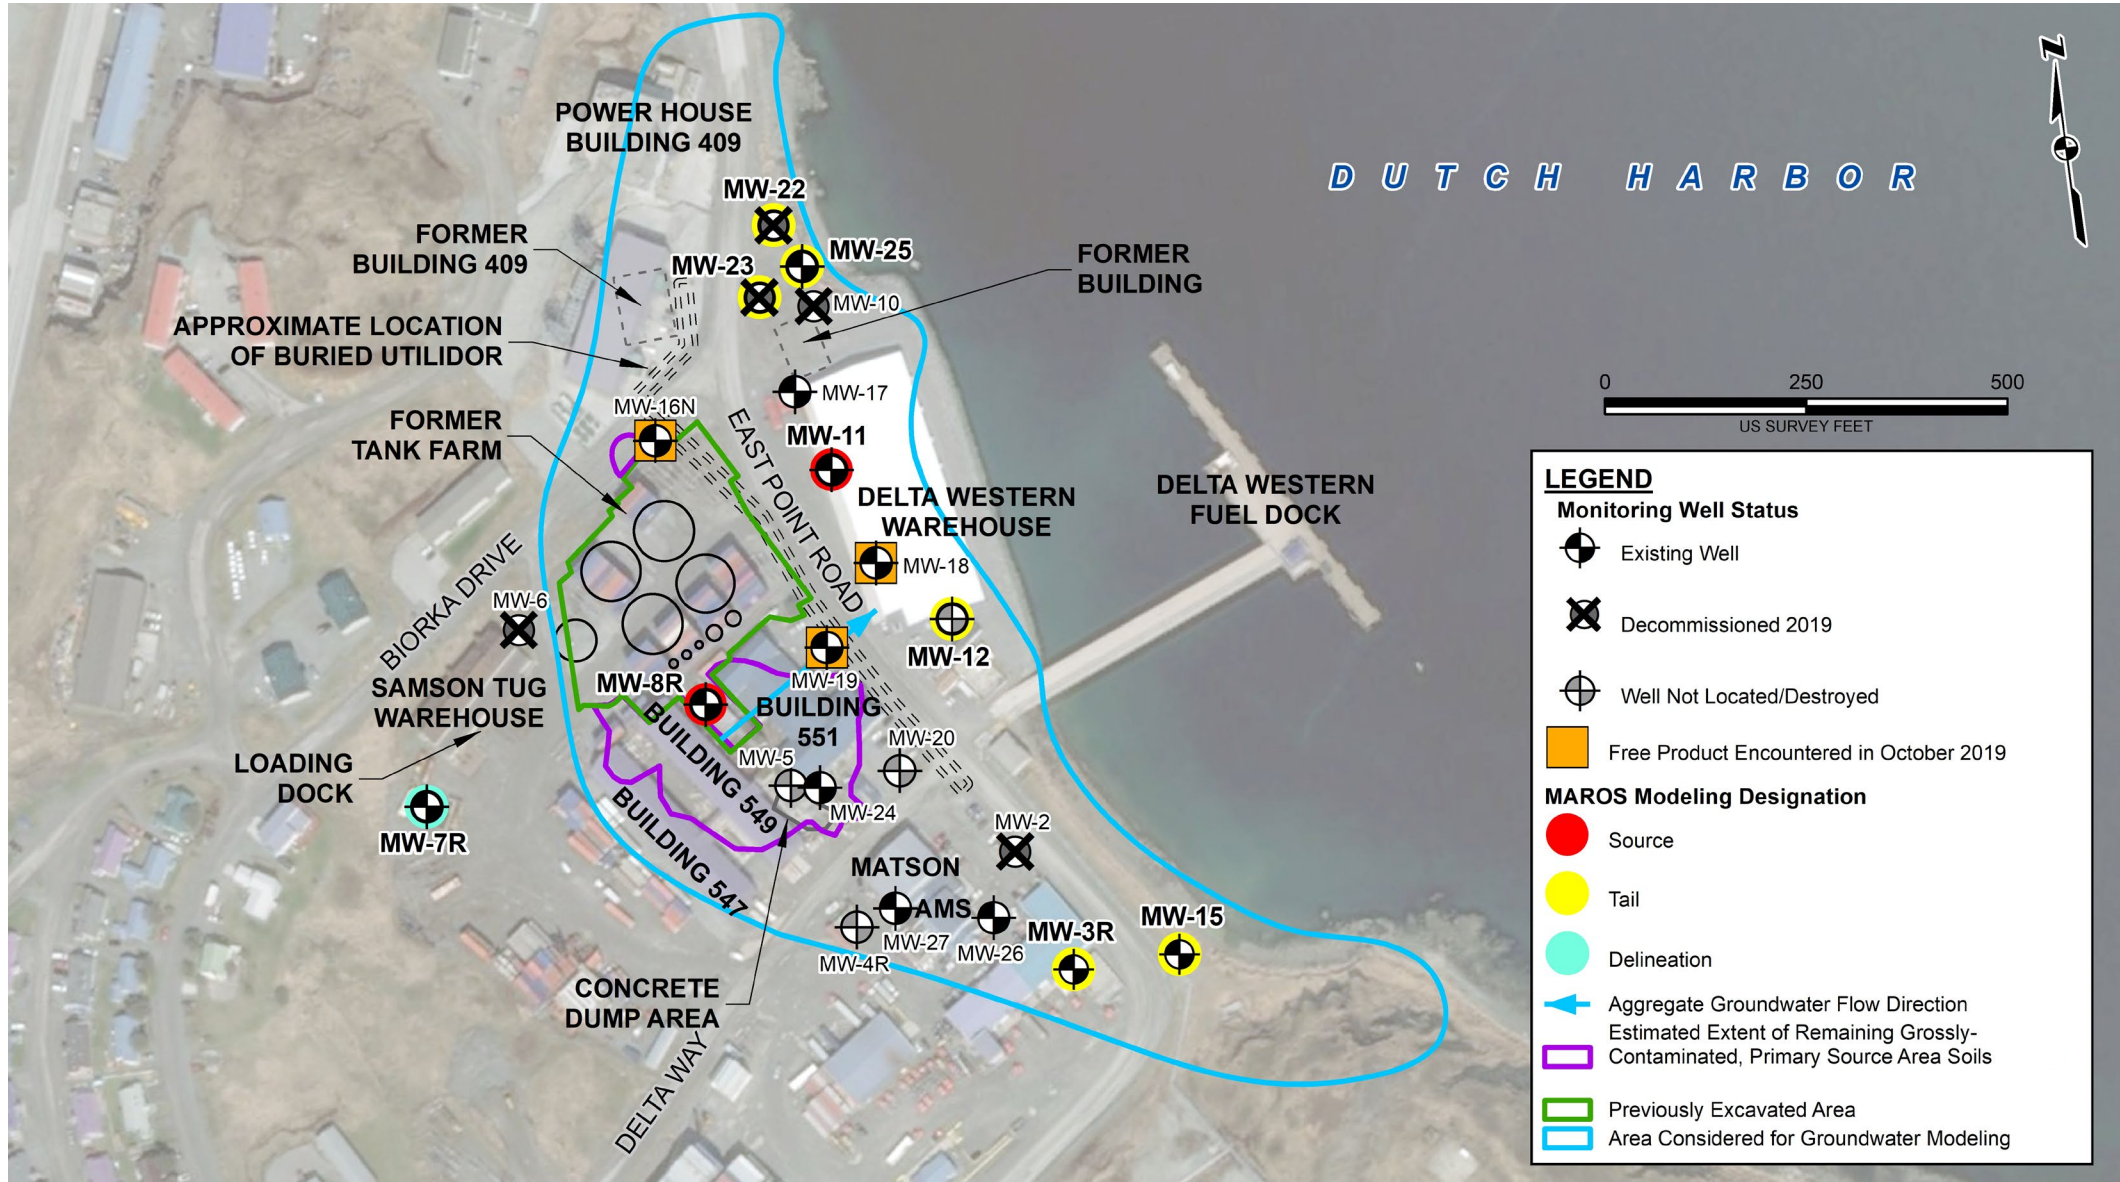 POWER HOUSE
BUILDING 409
MW-22
FORMER
BUILDING 409
MW-23
MW-25
MW-10
FORMER
BUILDING
DUTCH HARBOR
Z
APPROXIMATE LOCATION
OF BURIED UTILIDOR
MW-16N
MW-17
FORMER
TANK FARM
EAST POINT ROAD
MW-11
DELTA WESTERN
WAREHOUSE
DELTA WESTERN
FUEL DOCK
0 250 500
US SURVEY FEET
MW-18
BIORKA DRIVE
MW-6
MW-12
SAMSON TUG
WAREHOUSE
MW-8R
MW-19
BUILDING
551
LOADING
DOCK
MW-5
MW-20
MW-24
BUILDING 549
BUILDING 547
MW-7R
MW-2
MATSON
AMS
MW-27
MW-4R
MW-26
MW-3R
MW-15
CONCRETE
DUMP AREA
DELTA WAY
LEGEND
Monitoring Well Status
Existing Well
Decommissioned 2019
Well Not Located/Destroyed
Free Product Encountered in October 2019
MAROS Modeling Designation
Source
Tail
Delineation
Aggregate Groundwater Flow Direction
Estimated Extent of Remaining Grossly-
Contaminated, Primary Source Area Soils
Previously Excavated Area
Area Considered for Groundwater Modeling